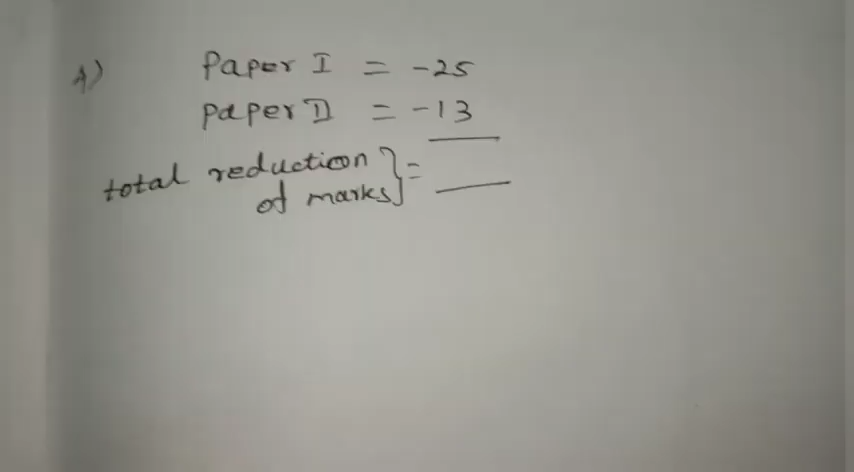 A) Paper I = -25
paper II = -13
total reduction } =
of marks